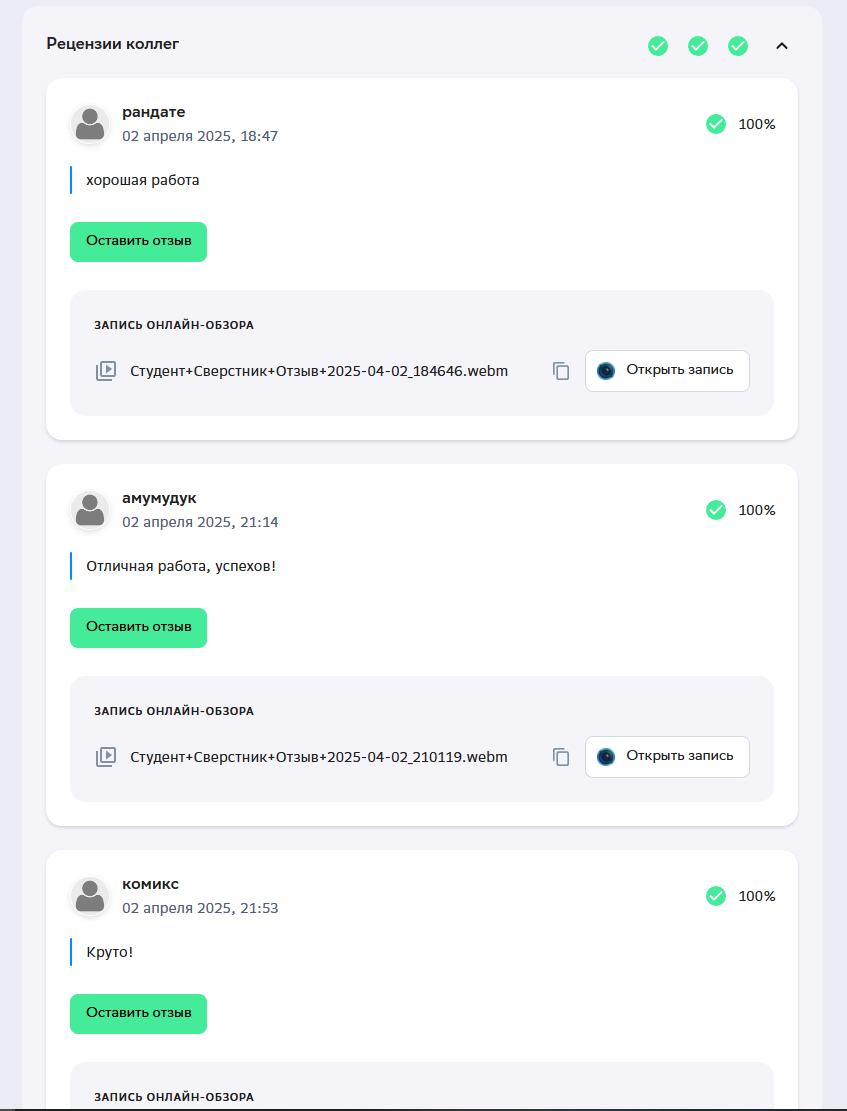 Рецензии коллег
рандате
02 апреля 2025, 18:47
100%
хорошая работа
Оставить отзыв
ЗАПИСЬ ОНЛАЙН-ОБЗОРА
Студент+Сверстник+Отзыв+2025-04-02_184646.webm
Открыть запись
амумудук
02 апреля 2025, 21:14
100%
Отличная работа, успехов!
Оставить отзыв
ЗАПИСЬ ОНЛАЙН-ОБЗОРА
Студент+Сверстник+Отзыв+2025-04-02_210119.webm
Открыть запись
комикс
02 апреля 2025, 21:53
100%
Круто!
Оставить отзыв
ЗАПИСЬ ОНЛАЙН-ОБЗОРА